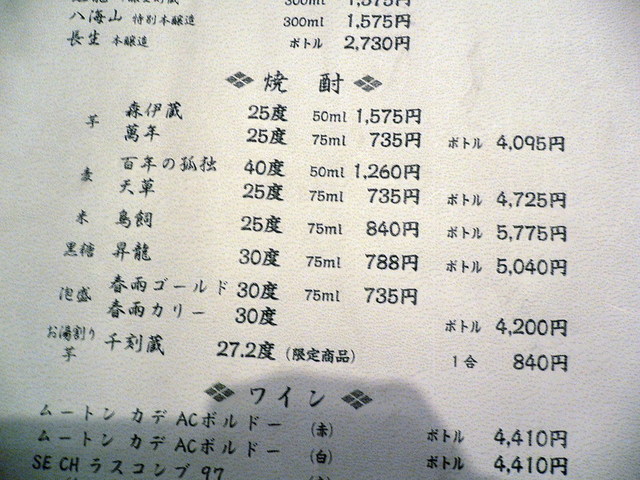 300ml 1,575円
八海山 特別本醸造 300ml 1,575円
長生 本醸造 ボトル 2,730円
焼酎
芋 森伊蔵 25度 50ml 1,575円
萬年 25度 75ml 735円 ボトル 4,095円
麦 百年の孤独 40度 50ml 1,260円
天草 25度 75ml 735円 ボトル 4,725円
米 鳥飼 25度 75ml 840円 ボトル 5,775円
黒糖 昇龍 30度 75ml 788円 ボトル 5,040円
泡盛 春雨ゴールド 30度 75ml 735円
春雨カリー 30度 ボトル 4,200円
お湯割り芋 千刻蔵 27.2度 (限定商品) 1合 840円
ワイン
ムートン カデ ACボルドー (赤) ボトル 4,410円
ムートン カデ ACボルドー (白) ボトル 4,410円
SE CH ラスコンブ 97